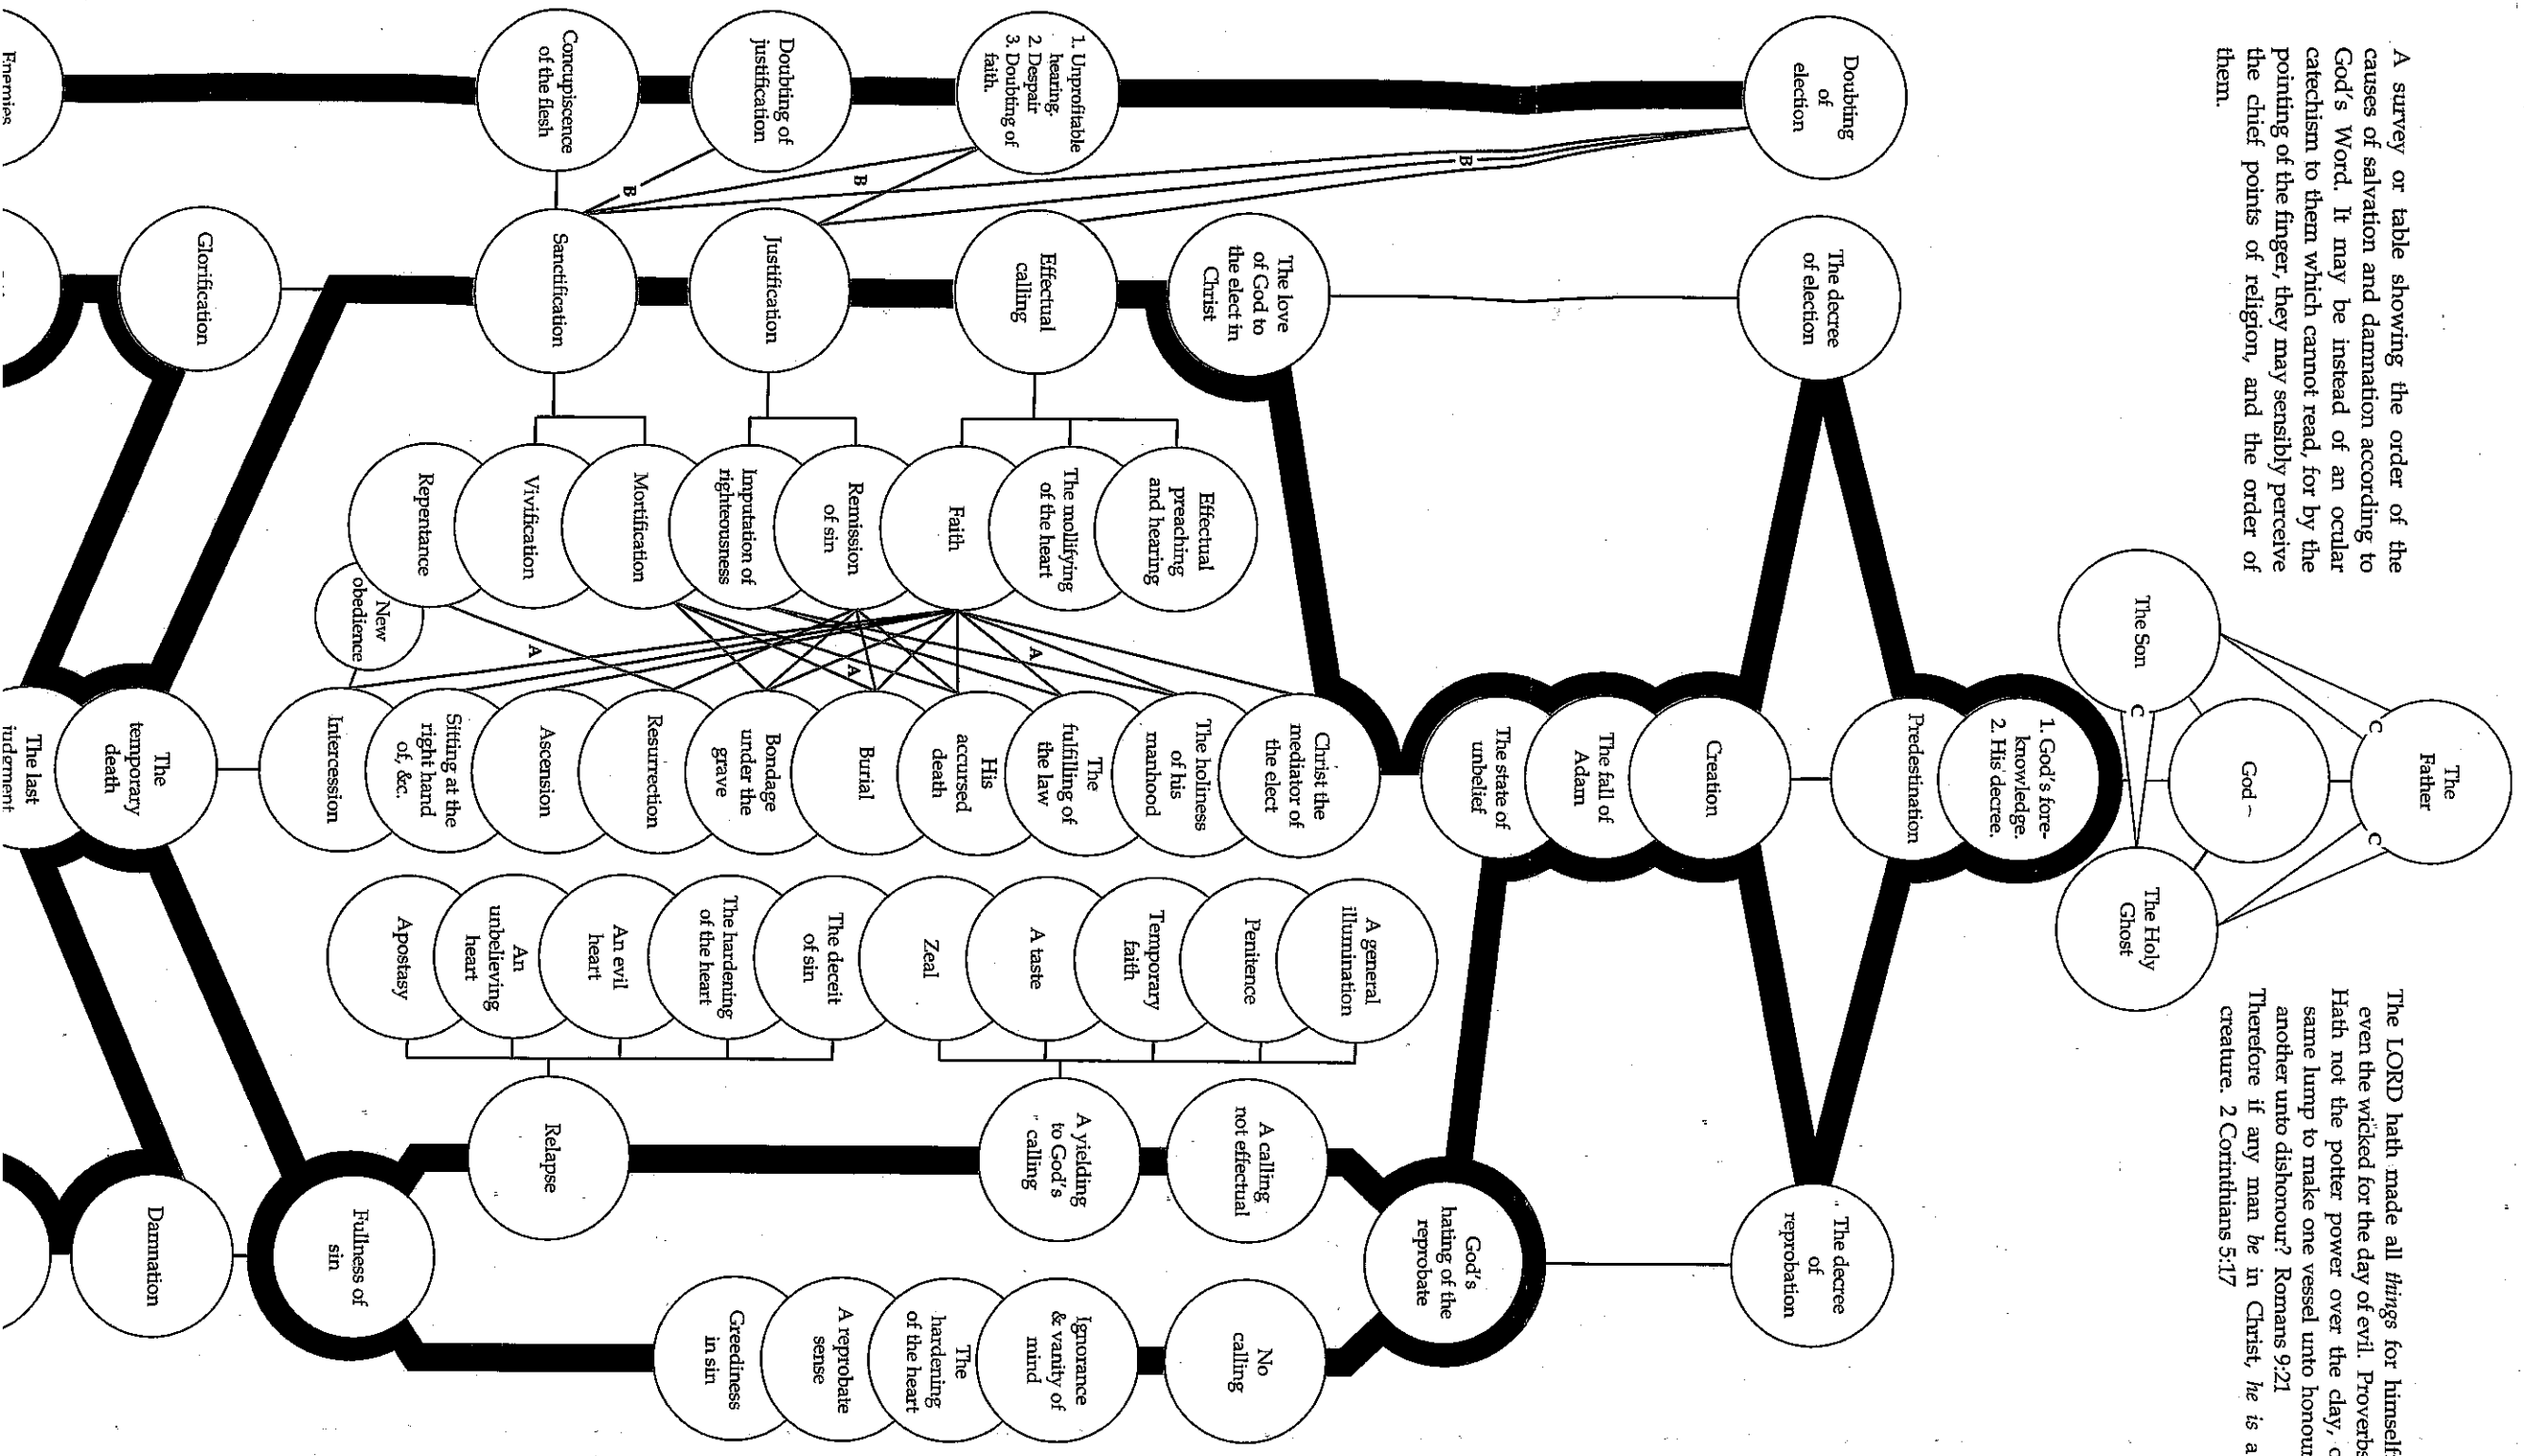 A survey or table showing the order of the
causes of salvation and damnation according to
God's Word. It may be instead of an ocular
catechism to them which cannot read, for by the
pointing of the finger, they may sensibly perceive
the chief points of religion, and the order of
them.
The LORD hath made all things for himself
even the wicked for the day of evil. Proverbs
Hath not the potter power over the clay,
same lump to make one vessel unto honour
another unto dishonour? Romans 9:21
Therefore if any man be in Christ, he is a
creature. 2 Corinthians 5:17
The
Father
C
C
God
The Son
C
The Holy
Ghost
1. God's fore-
knowledge.
2. His decree.
Predestination
Doubting
of
election
The decree
of election
Creation
The decree
of
reprobation
The fall of
Adam
The state of
unbelief
God's
hating of the
reprobate
B
The love
of God to
the elect in
Christ
Christ the
mediator of
the elect
A general
illumination
A calling
not effectual
No
calling
Effectual
preaching
and hearing
The holiness
of his
manhood
Penitence
1. Unprofitable
hearing.
2. Despair
3. Doubting of
faith.
Effectual
calling
The mollifying
of the heart
A
The
fulfilling of
the law
Temporary
faith
A yielding
to God's
calling
Ignorance
& vanity of
mind
Faith
His
accursed
death
A taste
The
hardening
of the heart
B
Remission
of sin
A
Burial
Zeal
A reprobate
sense
Doubting of
justification
Justification
Imputation of
righteousness
Bondage
under the
grave
The deceit
of sin
Greediness
in sin
B
Mortification
Resurrection
The hardening
of the heart
Concupiscence
of the flesh
Sanctification
Vivification
A
Ascension
An evil
heart
Relapse
Repentance
Sitting at the
right hand
of, &c.
An
unbelieving
heart
New
obedience
Intercession
Apostasy
Fullness of
sin
Glorification
The
temporary
death
Damnation
Enemies
The last
judgment